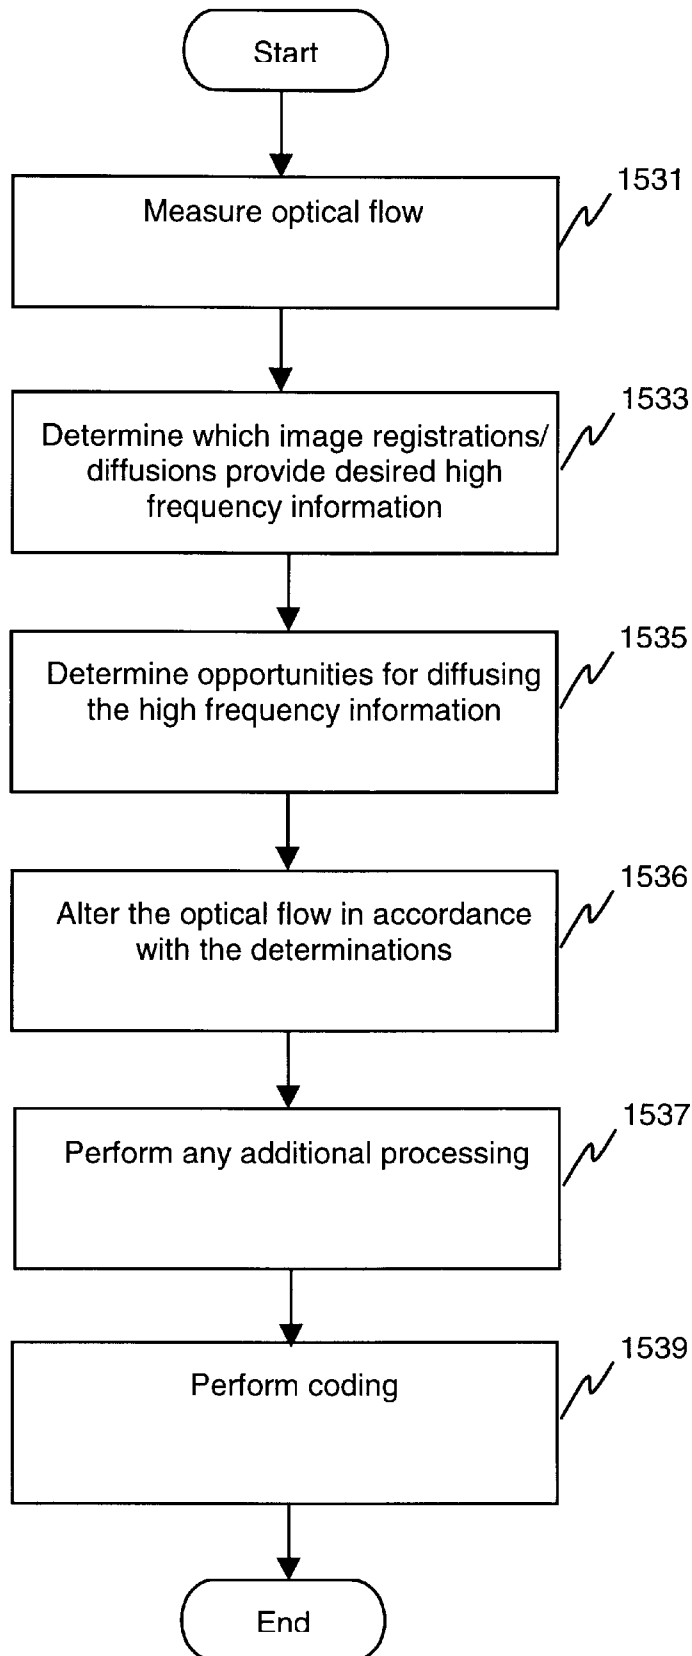 Start
1531
Measure optical flow
1533
Determine which image registrations/
diffusions provide desired high
frequency information
1535
Determine opportunities for diffusing
the high frequency information
1536
Alter the optical flow in accordance
with the determinations
1537
Perform any additional processing
1539
Perform coding
End